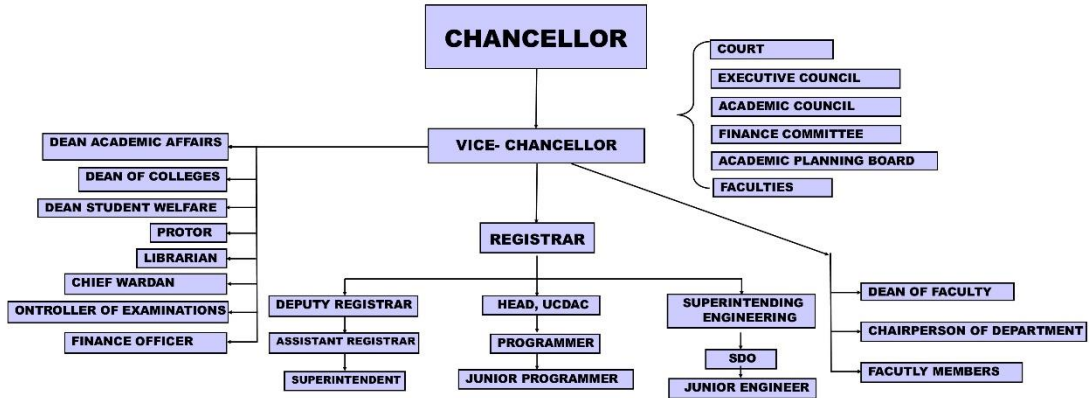 CHANCELLOR
COURT
EXECUTIVE COUNCIL
ACADEMIC COUNCIL
FINANCE COMMITTEE
ACADEMIC PLANNING BOARD
FACULTIES
VICE- CHANCELLOR
DEAN ACADEMIC AFFAIRS
DEAN OF COLLEGES
DEAN STUDENT WELFARE
PROTOR
LIBRARIAN
CHIEF WARDAN
ONTROLLER OF EXAMINATIONS
FINANCE OFFICER
REGISTRAR
DEPUTY REGISTRAR
ASSISTANT REGISTRAR
SUPERINTENDENT
HEAD, UCDAC
PROGRAMMER
JUNIOR PROGRAMMER
SUPERINTENDING
ENGINEERING
SDO
JUNIOR ENGINEER
DEAN OF FACULTY
CHAIRPERSON OF DEPARTMENT
FACUTLY MEMBERS